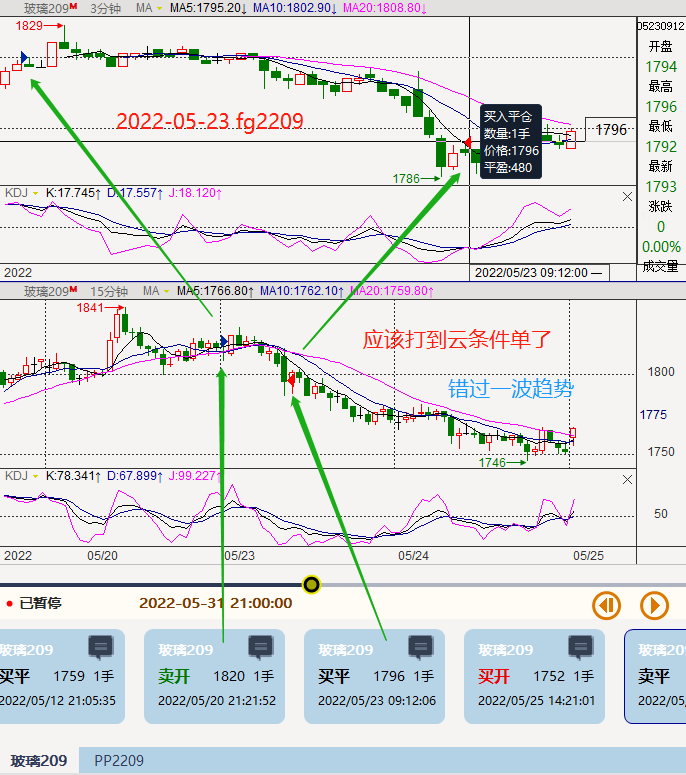 玻璃209M 3分钟 MA MA5:1795.20↓ MA10:1802.90↓ MA20:1808.80↓
1829
05230912
开盘
1794
最高
1796
最低
1792
最新
1793
涨跌
0
0.00%
成交量
2022-05-23 fg2209
买入平仓
数量:1手
价格:1796
平盈:480
1796
1786
KDJ K:17.745↑ D:17.557↑ J:18.120↑
2022
2022/05/23 09:12:00 一
玻璃209M 15分钟 MA MA5:1766.80↑ MA10:1762.10↑ MA20:1759.80↑
1841
应该打到云条件单了
错过一波趋势
1800
1775
1750
1746
KDJ K:78.341↑ D:67.899↑ J:99.227↑
50
2022 05/20 05/23 05/24 05/25
已暂停 2022-05-31 21:00:00
玻璃209
买平 1759 1手
2022/05/12 21:05:35
玻璃209
卖开 1820 1手
2022/05/20 21:21:52
玻璃209
买平 1796 1手
2022/05/23 09:12:06
玻璃209
买开 1752 1手
2022/05/25 14:21:01
玻璃209
卖平
2022/05/
玻璃209 PP2209